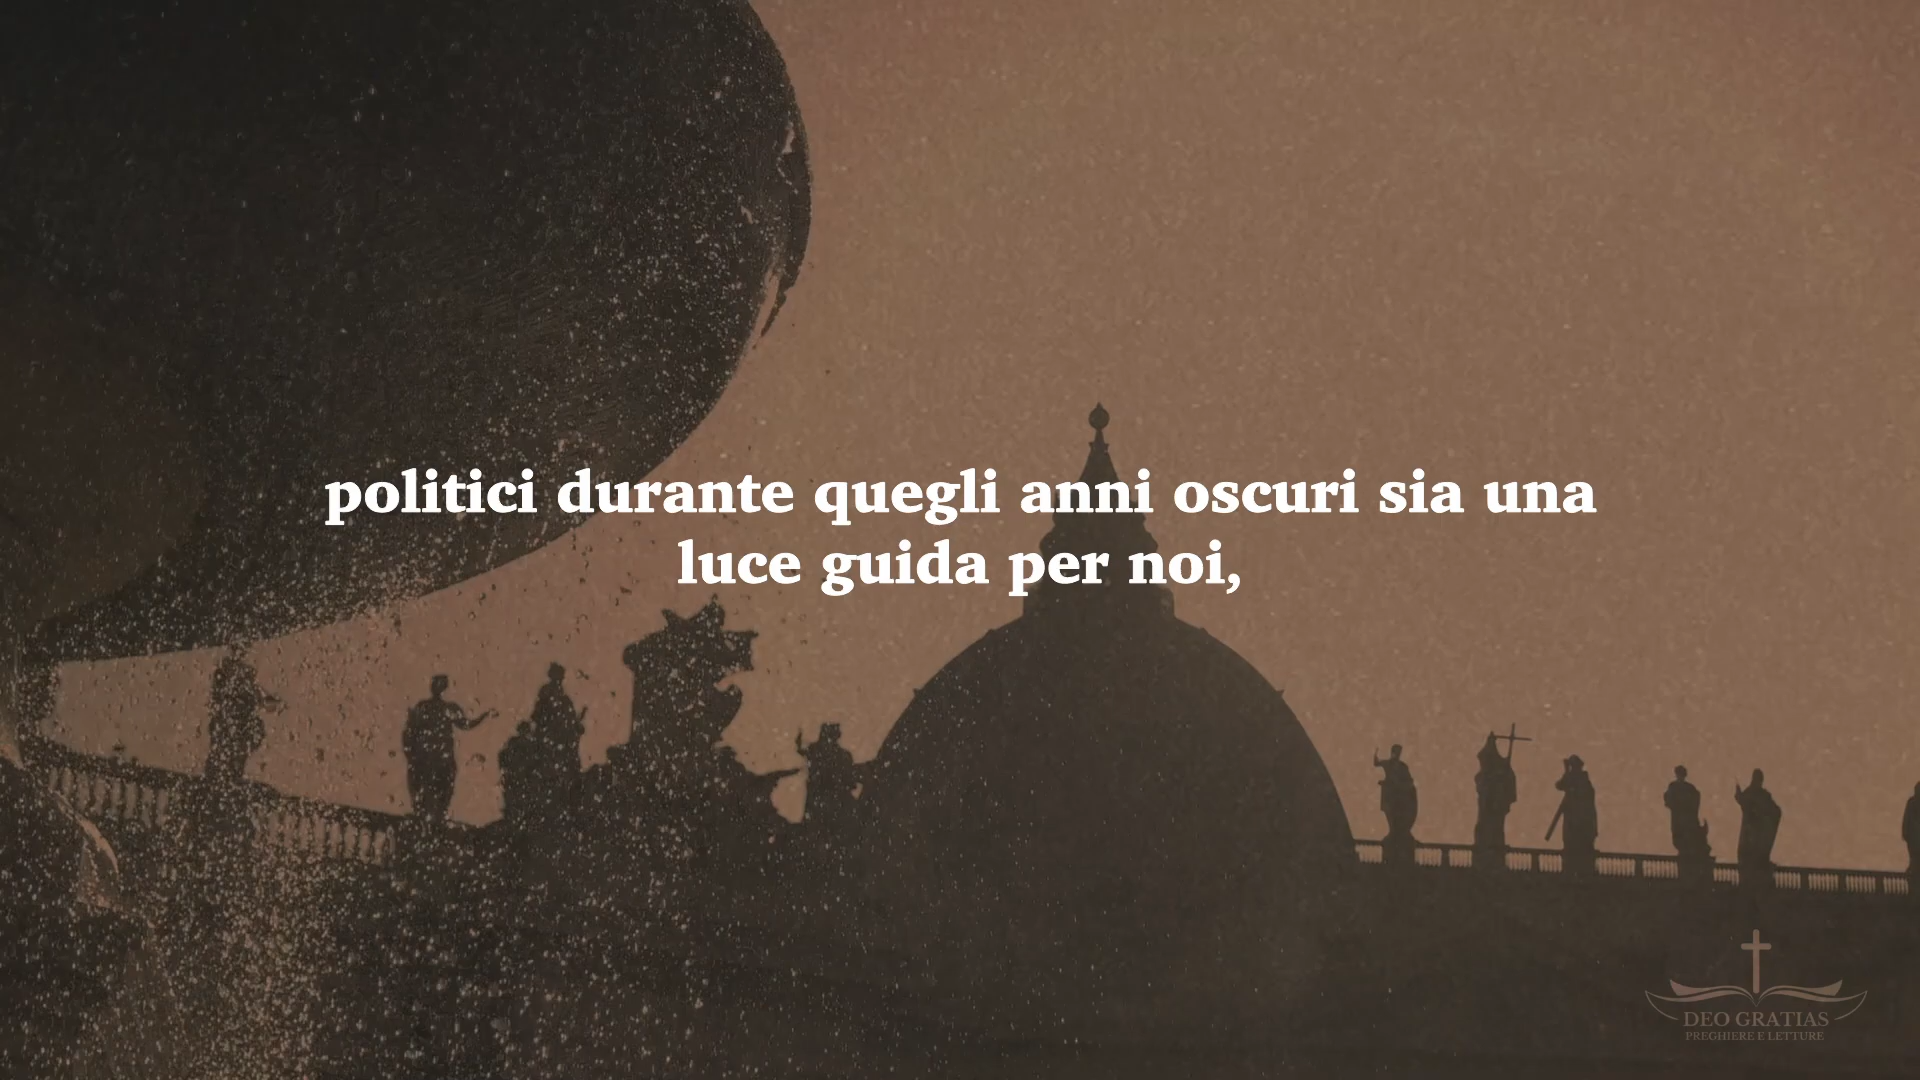 politici durante quegli anni oscuri sia una
luce guida per noi,
DEO GRATIAS
PREGHIERE E LETTURE